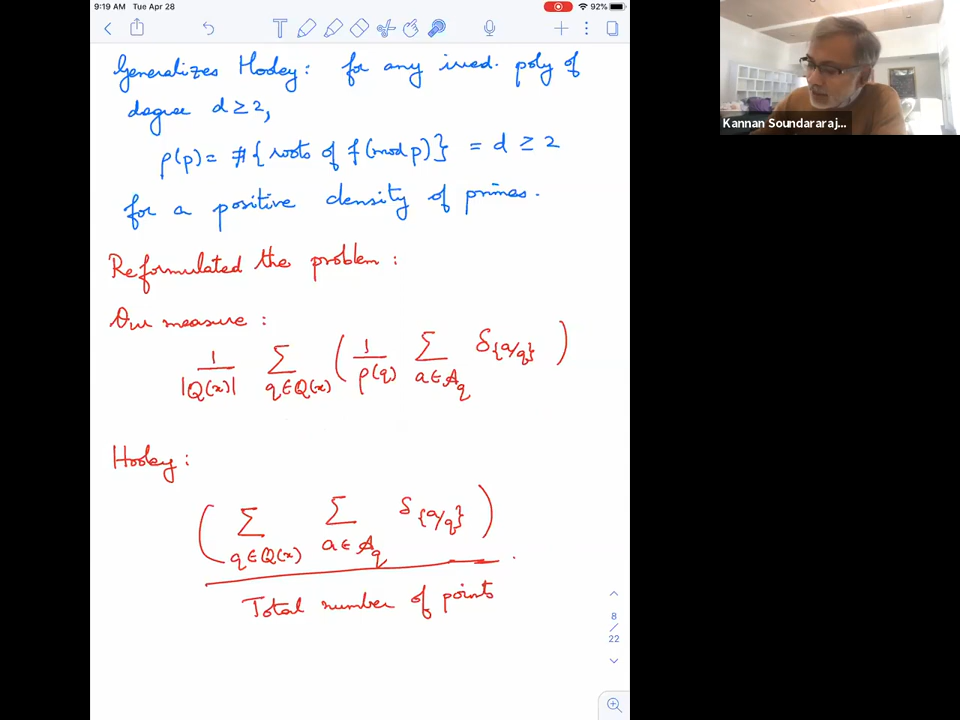 9:19 AM Tue Apr 28
92%
Generalizes Hooley: for any irred. poly of
degree d ≥ 2,
ρ(p) = #{roots of f (mod p)} = d ≥ 2
for a positive density of primes.
Reformulated the problem:
Our measure:
1/|Q(x)| ∑_{q∈Q(x)} ( 1/ρ(q) ∑_{a∈A_q} δ_{{a/q}} )
Hooley:
( ∑_{q∈Q(x)} ∑_{a∈A_q} δ_{{a/q}} )
Total number of points
8
/
22
Kannan Soundararaj...